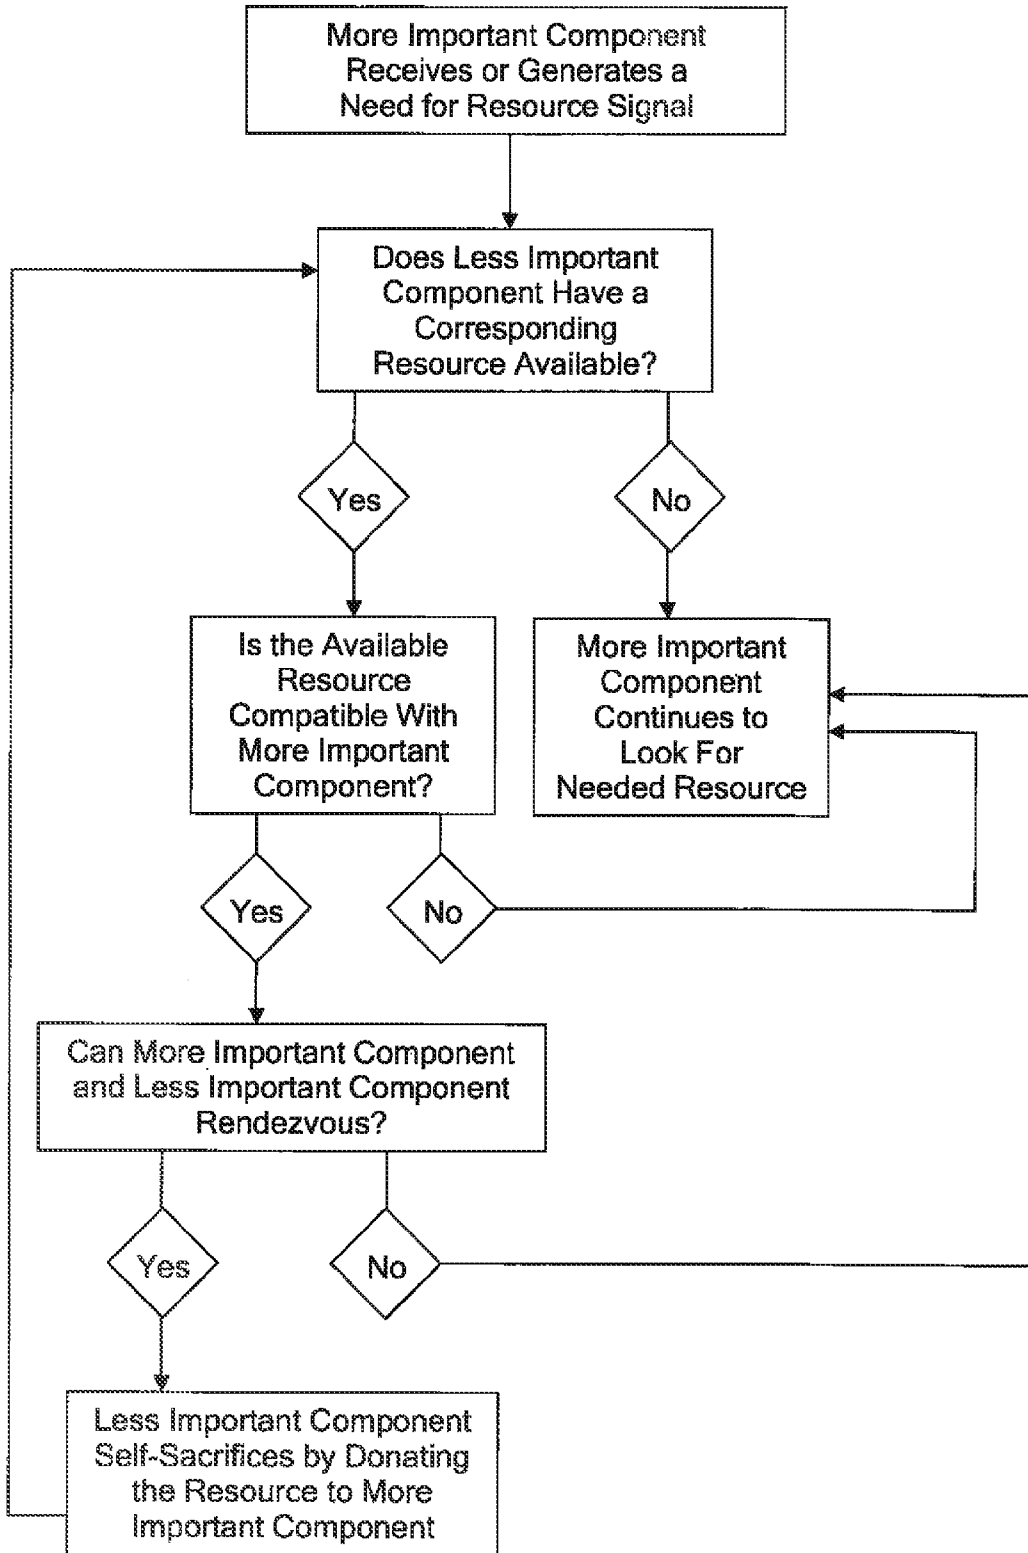 More Important Component
Receives or Generates a
Need for Resource Signal
Does Less Important
Component Have a
Corresponding
Resource Available?
Yes
No
Is the Available
Resource
Compatible With
More Important
Component?
More Important
Component
Continues to
Look For
Needed Resource
Yes
No
Can More Important Component
and Less Important Component
Rendezvous?
Yes
No
Less Important Component
Self-Sacrifices by Donating
the Resource to More
Important Component